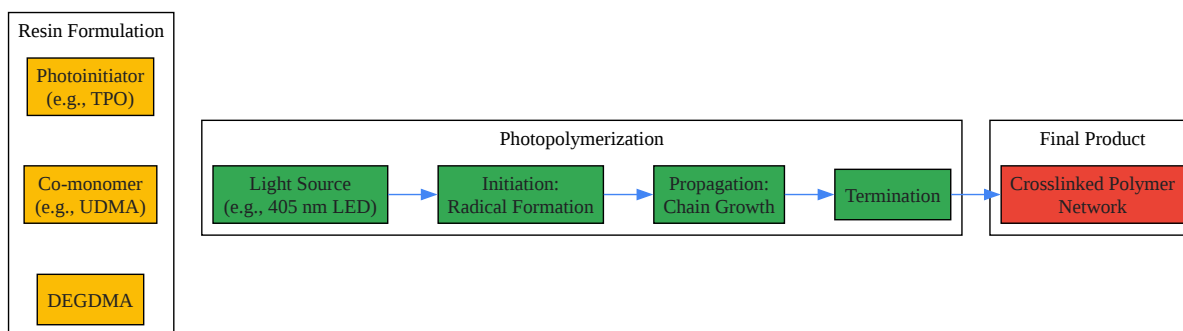 Resin Formulation
Photoinitiator
(e.g., TPO)
Co-monomer
(e.g., UDMA)
DEGDMA
Photopolymerization
Light Source
(e.g., 405 nm LED)
Initiation:
Radical Formation
Propagation:
Chain Growth
Termination
Final Product
Crosslinked Polymer
Network